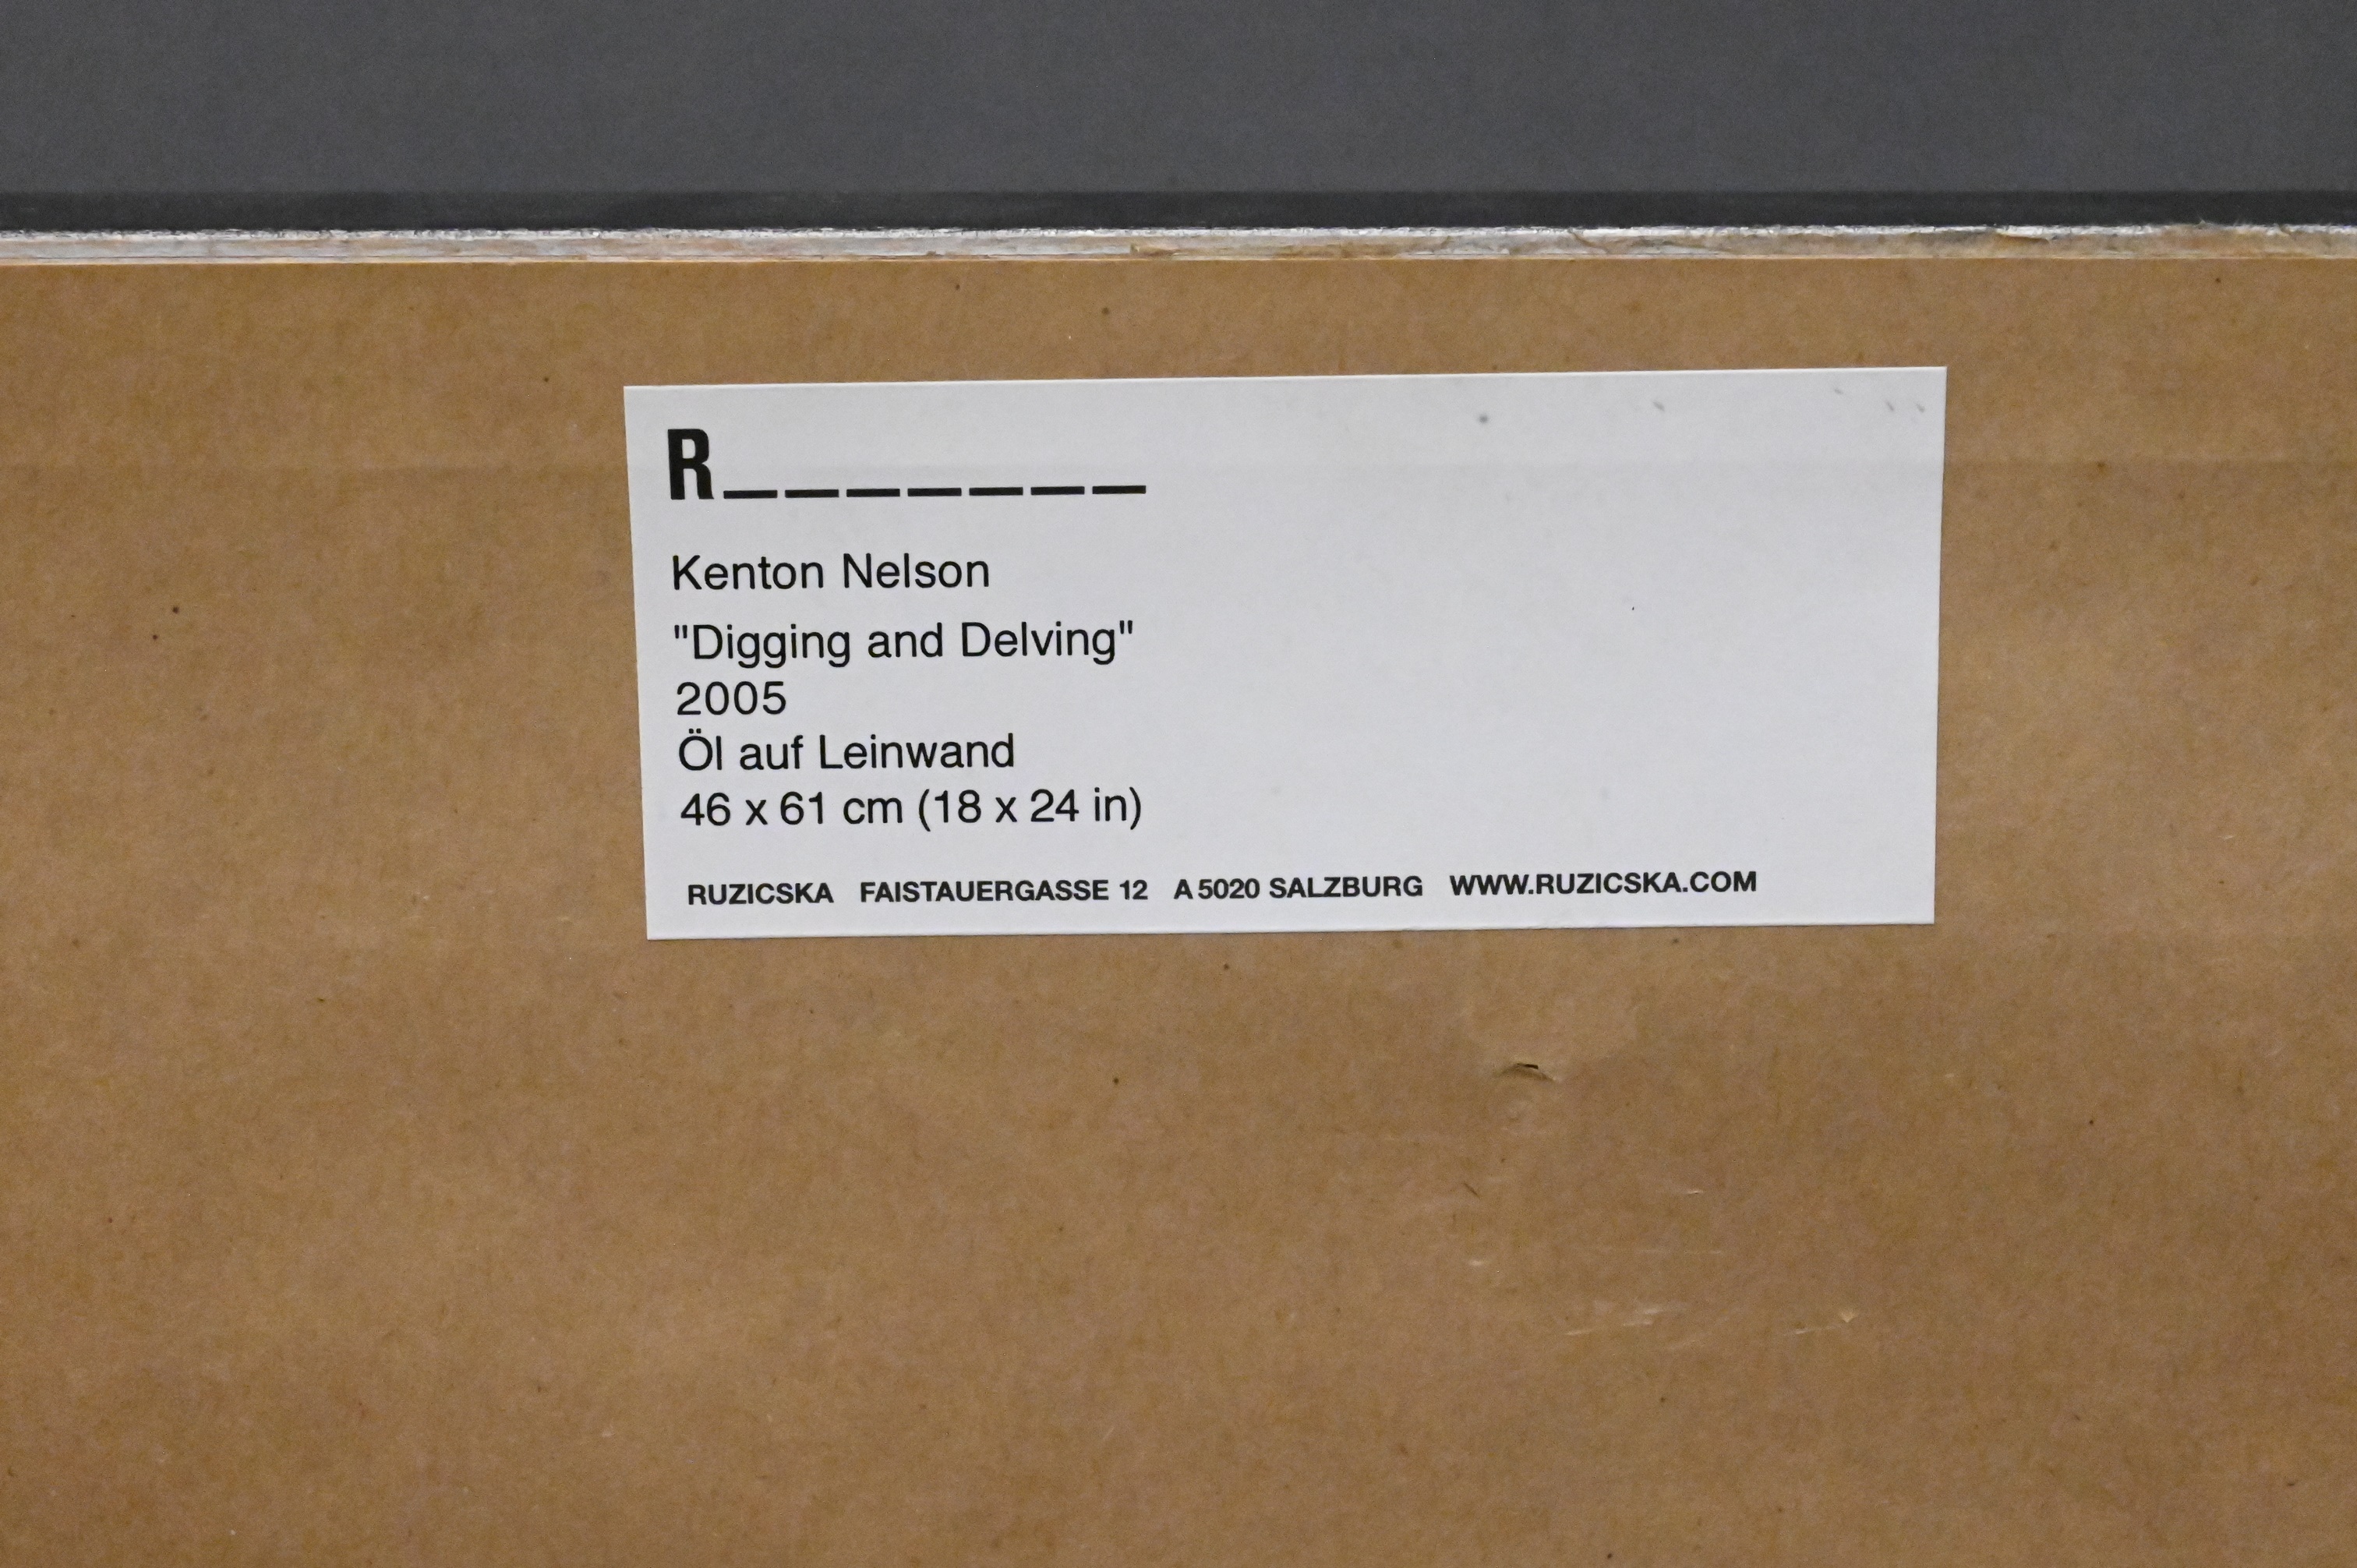 R_______
Kenton Nelson
"Digging and Delving"
2005
Öl auf Leinwand
46 x 61 cm (18 x 24 in)
RUZICSKA FAISTAUERGASSE 12 A 5020 SALZBURG WWW.RUZICSKA.COM